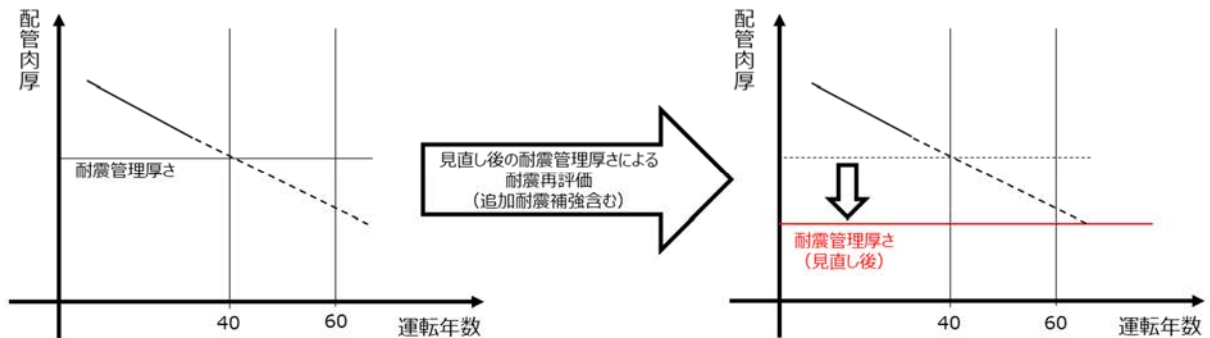 配管肉厚
耐震管理厚さ
40
60
運転年数
見直し後の耐震管理厚さによる
耐震再評価
（追加耐震補強含む）
配管肉厚
耐震管理厚さ
（見直し後）
40
60
運転年数